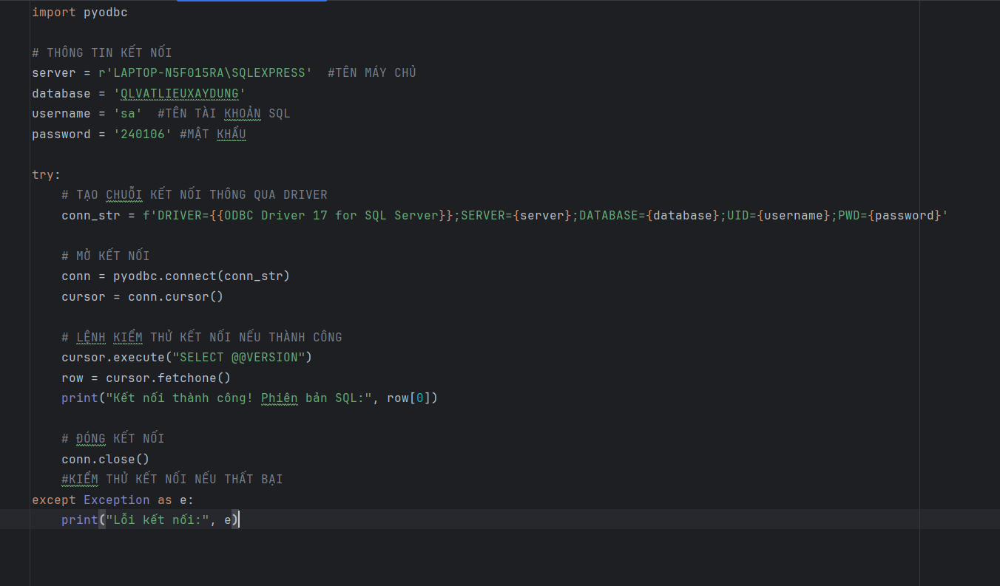 import pyodbc
# THÔNG TIN KẾT NỐI
server = r'LAPTOP-N5F015RA\SQLEXPRESS'  #TÊN MÁY CHỦ
database = 'QLVATLIEUXAYDUNG'
username = 'sa'  #TÊN TÀI KHOẢN SQL
password = '240106' #MẬT KHẨU
try:
    # TẠO CHUỖI KẾT NỐI THÔNG QUA DRIVER
    conn_str = f'DRIVER={{ODBC Driver 17 for SQL Server}};SERVER={server};DATABASE={database};UID={username};PWD={password}'
    # MỞ KẾT NỐI
    conn = pyodbc.connect(conn_str)
    cursor = conn.cursor()
    # LỆNH KIỂM THỬ KẾT NỐI NẾU THÀNH CÔNG
    cursor.execute("SELECT @@VERSION")
    row = cursor.fetchone()
    print("Kết nối thành công! Phiên bản SQL:", row[0])
    # ĐÓNG KẾT NỐI
    conn.close()
    #KIỂM THỬ KẾT NỐI NẾU THẤT BẠI
except Exception as e:
    print("Lỗi kết nối:", e)